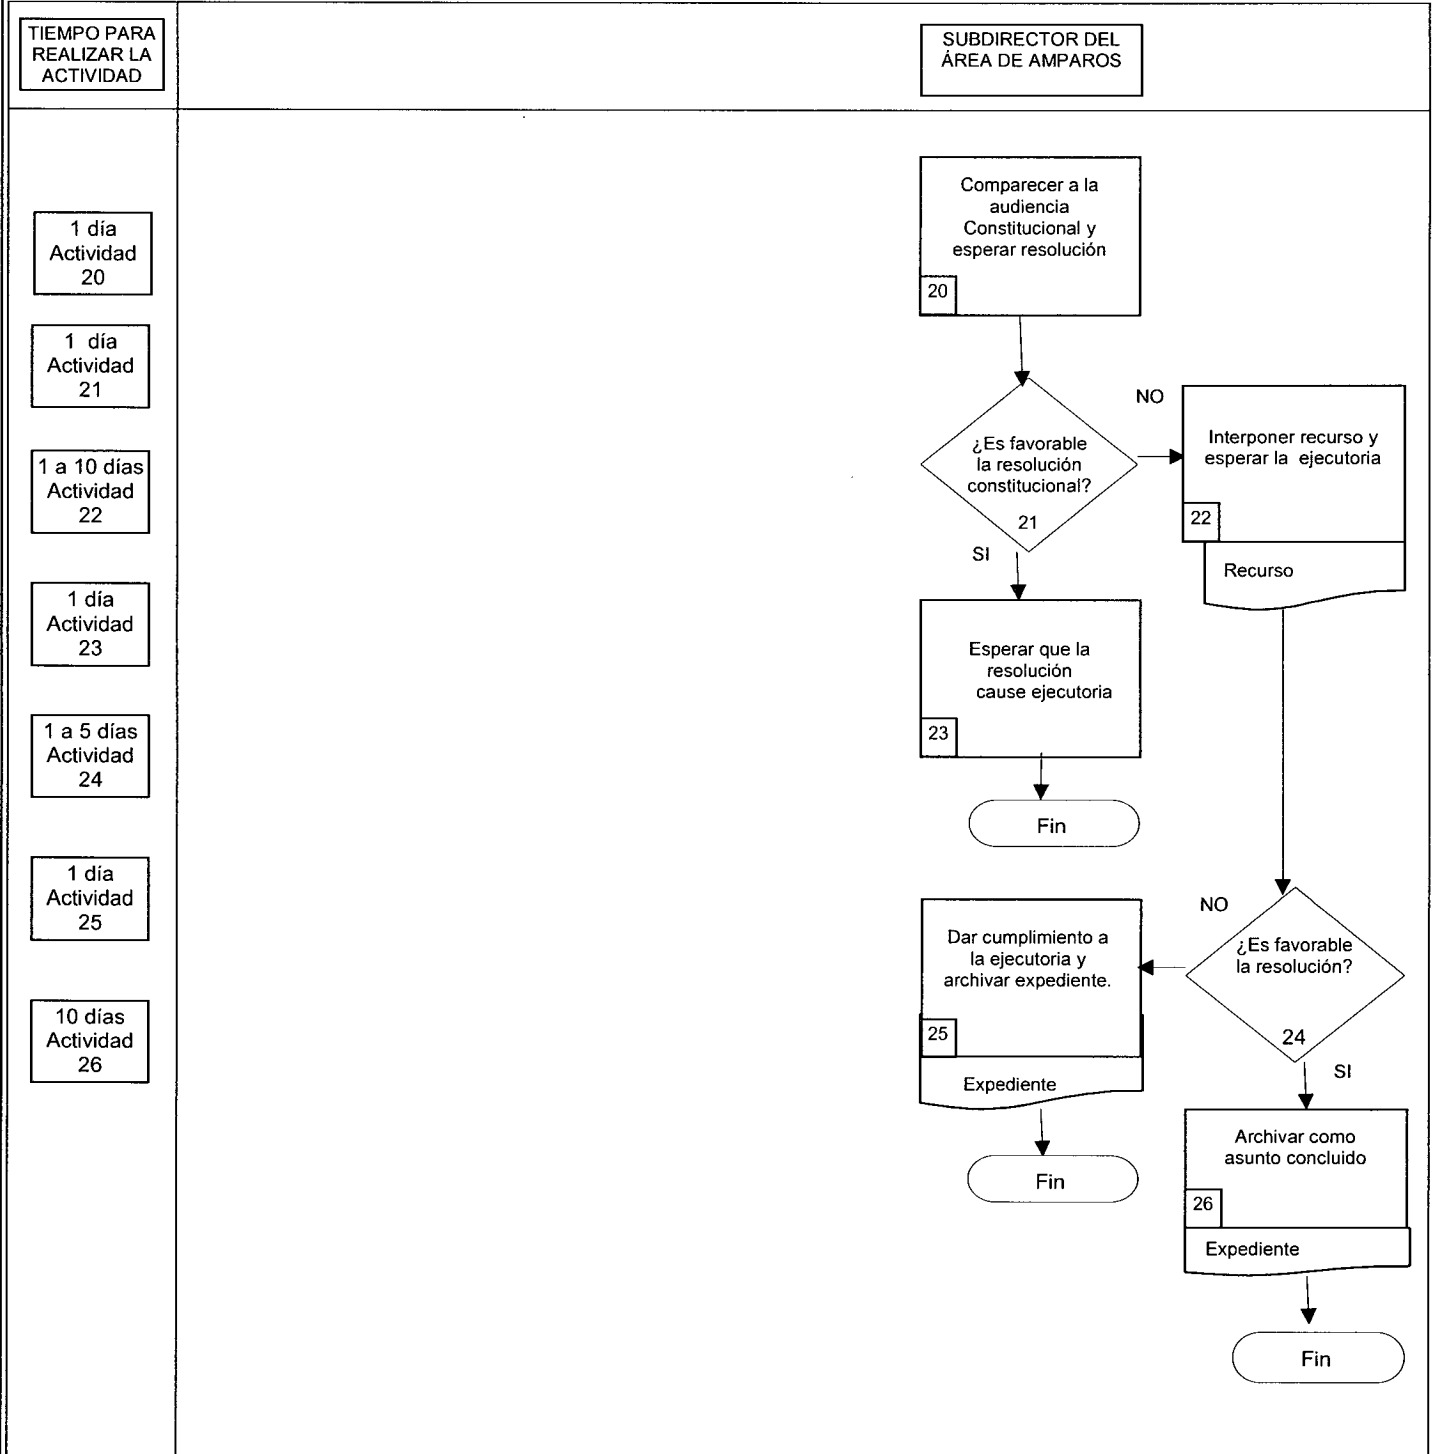 TIEMPO PARA
REALIZAR LA
ACTIVIDAD
SUBDIRECTOR DEL
ÁREA DE AMPAROS
1 día
Actividad
20
1 día
Actividad
21
1 a 10 días
Actividad
22
1 día
Actividad
23
1 a 5 días
Actividad
24
1 día
Actividad
25
10 días
Actividad
26
Comparecer a la
audiencia
Constitucional y
esperar resolución
20
¿Es favorable
la resolución
constitucional?
21
NO
SI
Interponer recurso y
esperar la ejecutoria
22
Recurso
Esperar que la
resolución
cause ejecutoria
23
Fin
¿Es favorable
la resolución?
24
NO
SI
Dar cumplimiento a
la ejecutoria y
archivar expediente.
25
Expediente
Fin
Archivar como
asunto concluido
26
Expediente
Fin